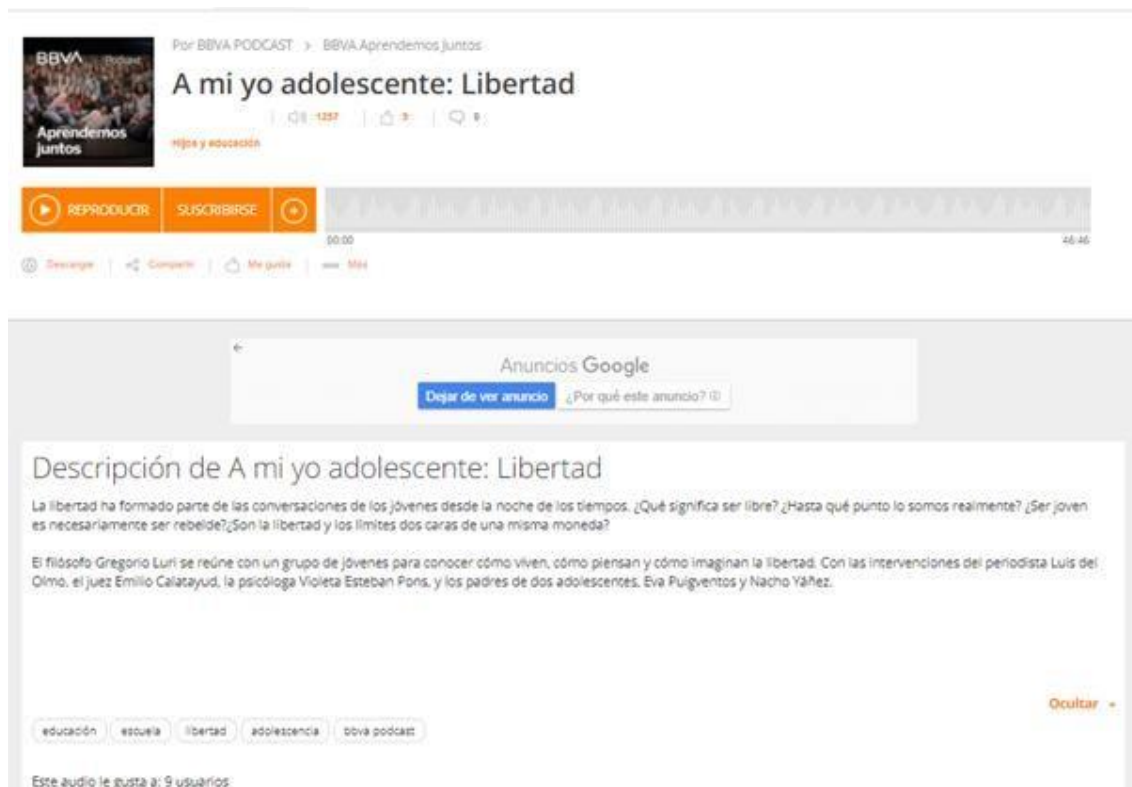 BBVA Podcast
Aprendemos
juntos
Por BBVA PODCAST > BBVA Aprendemos Juntos
A mi yo adolescente: Libertad
1257
Hijos y educación
REPRODUCIR
SUSCRIBIRSE
00:00
46:46
Descargar
Compartir
Me gusta
Más
Anuncios Google
Dejar de ver anuncio
¿Por qué este anuncio?
Descripción de A mi yo adolescente: Libertad
La libertad ha formado parte de las conversaciones de los jóvenes desde la noche de los tiempos. ¿Qué significa ser libre? ¿Hasta qué punto lo somos realmente? ¿Ser joven
es necesariamente ser rebelde?¿Son la libertad y los límites dos caras de una misma moneda?
El filósofo Gregorio Luri se reúne con un grupo de jóvenes para conocer cómo viven, cómo piensan y cómo imaginan la libertad. Con las intervenciones del periodista Luis del
Olmo, el juez Emilio Calatayud, la psicóloga Violeta Esteban Pons, y los padres de dos adolescentes, Eva Puigventos y Nacho Yáñez.
Ocultar
educación
escuela
libertad
adolescencia
bbva podcast
Este audio le gusta a: 9 usuarios